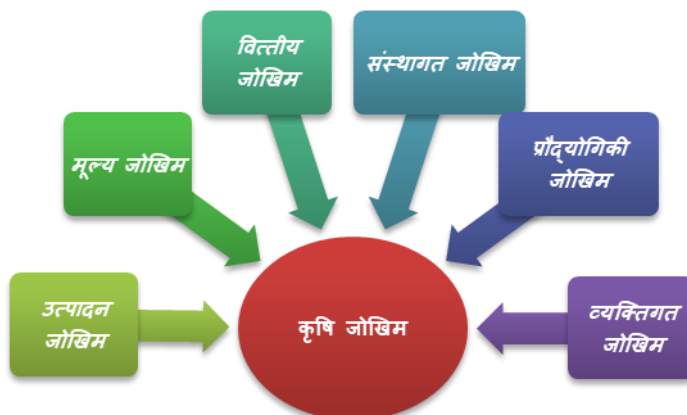 वित्तीय
जोखिम
संस्थागत जोखिम
मूल्य जोखिम
प्रौद्योगिकी
जोखिम
उत्पादन
जोखिम
कृषि जोखिम
व्यक्तिगत
जोखिम